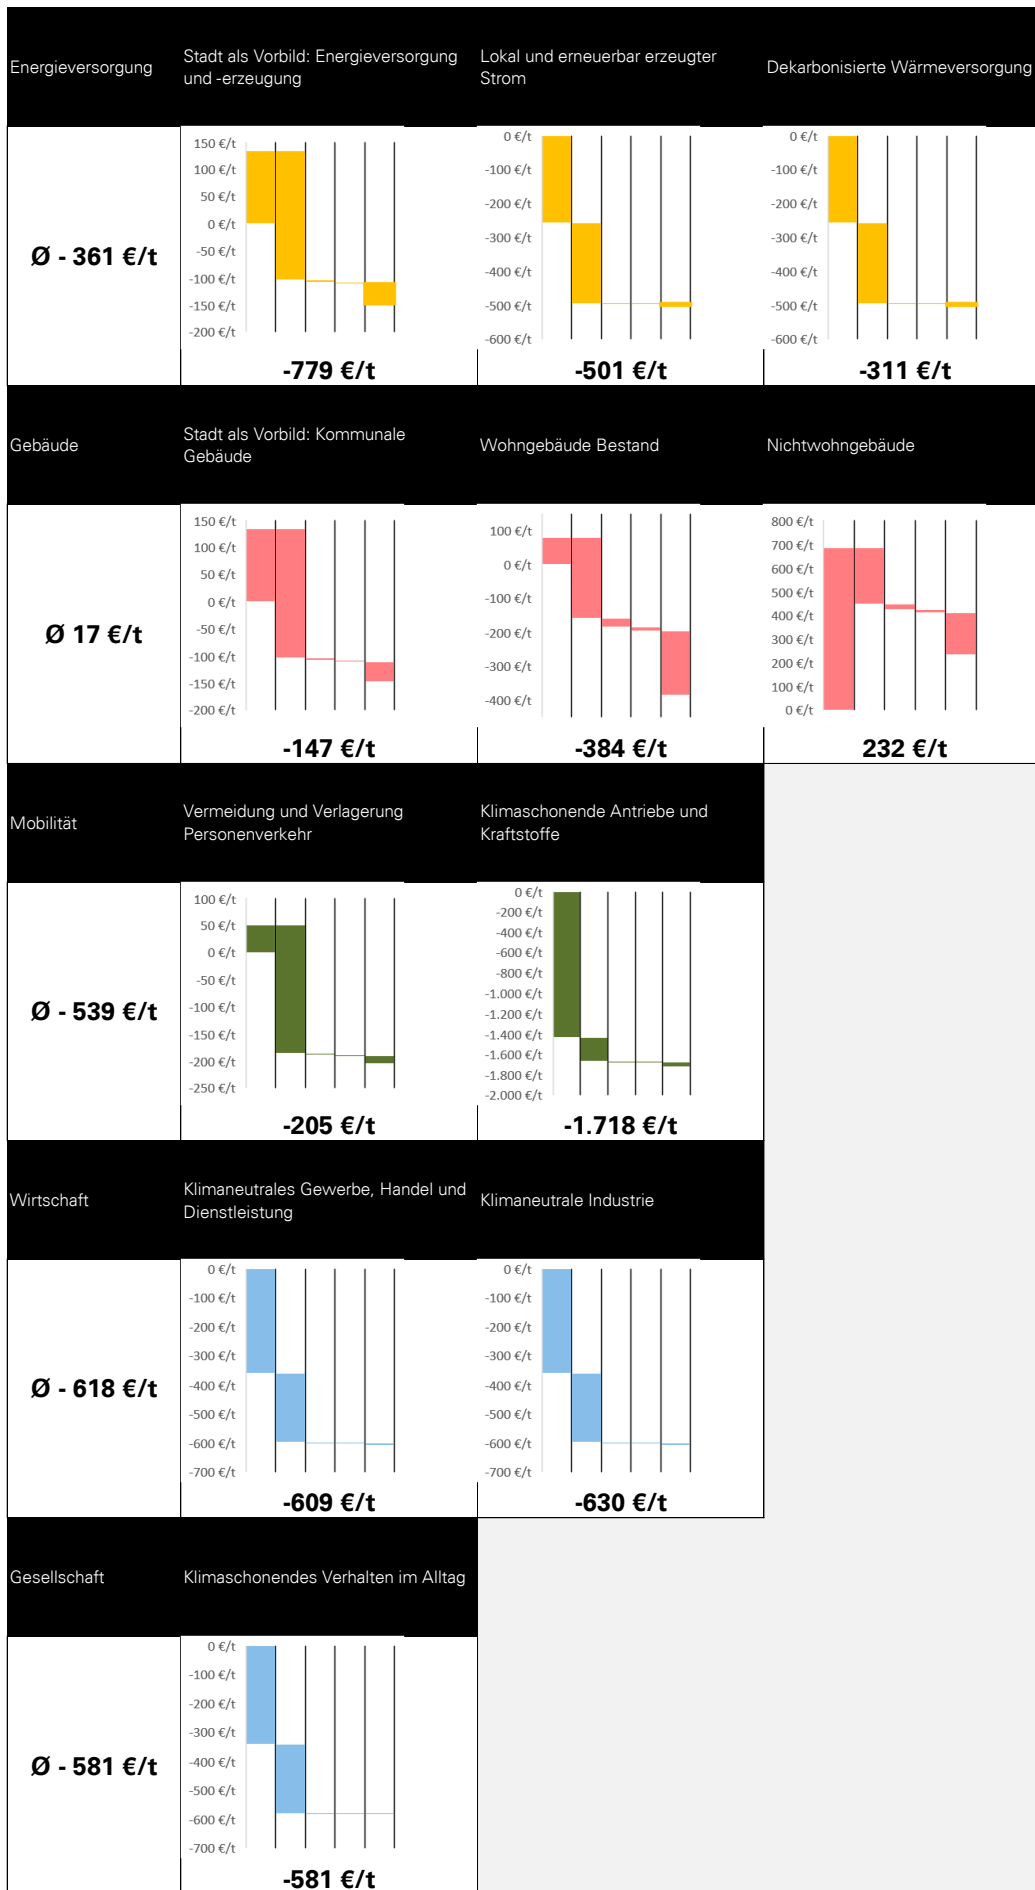 Energieversorgung
Stadt als Vorbild: Energieversorgung
und -erzeugung
Lokal und erneuerbar erzeugter
Strom
Dekarbonisierte Wärmeversorgung
Ø - 361 €/t
150 €/t
100 €/t
50 €/t
0 €/t
-50 €/t
-100 €/t
-150 €/t
-200 €/t
-779 €/t
0 €/t
-100 €/t
-200 €/t
-300 €/t
-400 €/t
-500 €/t
-600 €/t
-501 €/t
0 €/t
-100 €/t
-200 €/t
-300 €/t
-400 €/t
-500 €/t
-600 €/t
-311 €/t
Gebäude
Stadt als Vorbild: Kommunale
Gebäude
Wohngebäude Bestand
Nichtwohngebäude
Ø 17 €/t
150 €/t
100 €/t
50 €/t
0 €/t
-50 €/t
-100 €/t
-150 €/t
-200 €/t
-147 €/t
100 €/t
0 €/t
-100 €/t
-200 €/t
-300 €/t
-400 €/t
-384 €/t
800 €/t
700 €/t
600 €/t
500 €/t
400 €/t
300 €/t
200 €/t
100 €/t
0 €/t
232 €/t
Mobilität
Vermeidung und Verlagerung
Personenverkehr
Klimaschonende Antriebe und
Kraftstoffe
Ø - 539 €/t
100 €/t
50 €/t
0 €/t
-50 €/t
-100 €/t
-150 €/t
-200 €/t
-250 €/t
-205 €/t
0 €/t
-200 €/t
-400 €/t
-600 €/t
-800 €/t
-1.000 €/t
-1.200 €/t
-1.400 €/t
-1.600 €/t
-1.800 €/t
-2.000 €/t
-1.718 €/t
Wirtschaft
Klimaneutrales Gewerbe, Handel und
Dienstleistung
Klimaneutrale Industrie
Ø - 618 €/t
0 €/t
-100 €/t
-200 €/t
-300 €/t
-400 €/t
-500 €/t
-600 €/t
-700 €/t
-609 €/t
0 €/t
-100 €/t
-200 €/t
-300 €/t
-400 €/t
-500 €/t
-600 €/t
-700 €/t
-630 €/t
Gesellschaft
Klimaschonendes Verhalten im Alltag
Ø - 581 €/t
0 €/t
-100 €/t
-200 €/t
-300 €/t
-400 €/t
-500 €/t
-600 €/t
-700 €/t
-581 €/t